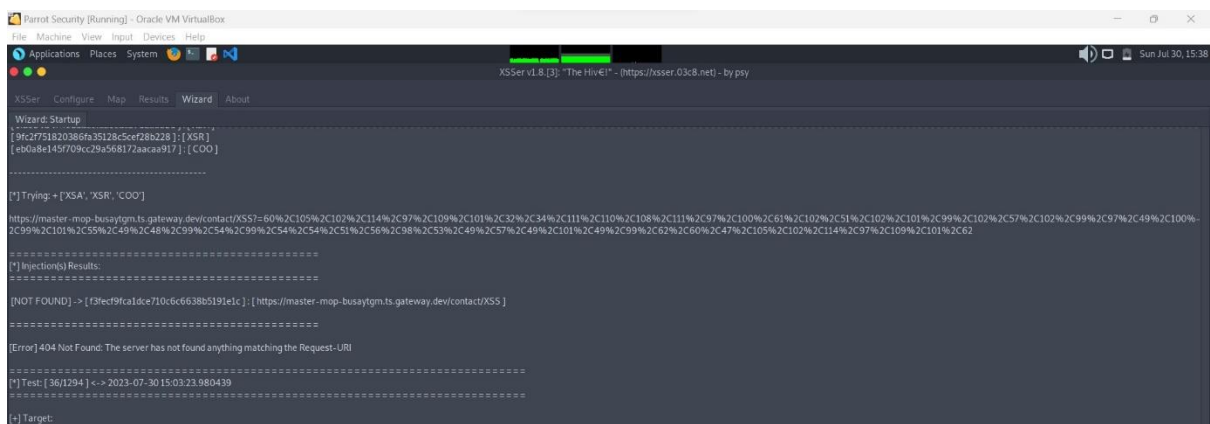 Parrot Security [Running] - Oracle VM VirtualBox
File Machine View Input Devices Help
Applications Places System
Sun Jul 30, 15:38
XSSer v1.8.[3]: "The Hiv€!" - (https://xsser.03c8.net) - by psy
XSSer Configure Map Results Wizard About
Wizard: Startup
[ 9fc2f751820386fa35128c5cef28b228 ] : [ XSR ]
[ eb0a8e145f709cc29a568172aacaa917 ] : [ COO ]
---------------------------------------------
[*] Trying: + ['XSA', 'XSR', 'COO']
https://master-mop-busaytgm.ts.gateway.dev/contact/XSS?=60%2C105%2C102%2C114%2C97%2C109%2C101%2C32%2C34%2C111%2C110%2C108%2C111%2C97%2C100%2C61%2C102%2C51%2C102%2C101%2C99%2C102%2C57%2C102%2C99%2C97%2C49%2C100%-
2C99%2C101%2C55%2C49%2C48%2C99%2C54%2C99%2C54%2C54%2C51%2C56%2C98%2C53%2C49%2C57%2C49%2C101%2C49%2C99%2C62%2C60%2C47%2C105%2C102%2C114%2C97%2C109%2C101%2C62
=============================================
[*] Injection(s) Results:
=============================================
[NOT FOUND] -> [ f3fecf9fca1dce710c6c6638b5191e1c ] : [ https://master-mop-busaytgm.ts.gateway.dev/contact/XSS ]
=============================================
[Error] 404 Not Found: The server has not found anything matching the Request-URI
===========================================================================
[*] Test: [ 36/1294 ] <-> 2023-07-30 15:03:23.980439
===========================================================================
[+] Target: